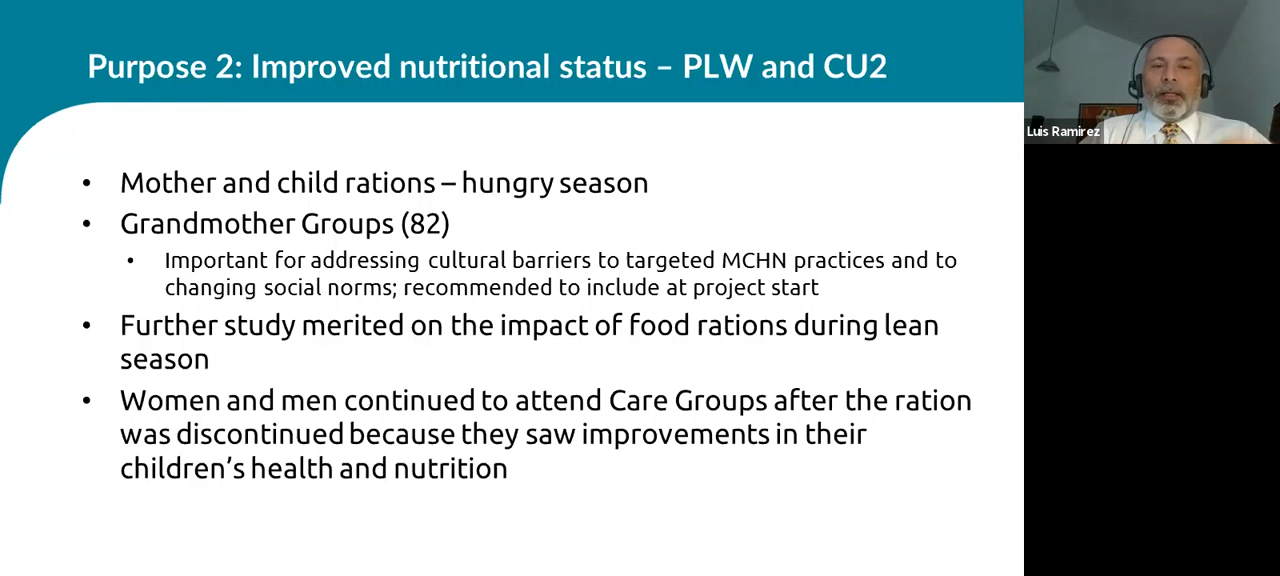 Purpose 2: Improved nutritional status – PLW and CU2
Luis Ramirez
• Mother and child rations – hungry season
• Grandmother Groups (82)
• Important for addressing cultural barriers to targeted MCHN practices and to
changing social norms; recommended to include at project start
• Further study merited on the impact of food rations during lean
season
• Women and men continued to attend Care Groups after the ration
was discontinued because they saw improvements in their
children’s health and nutrition